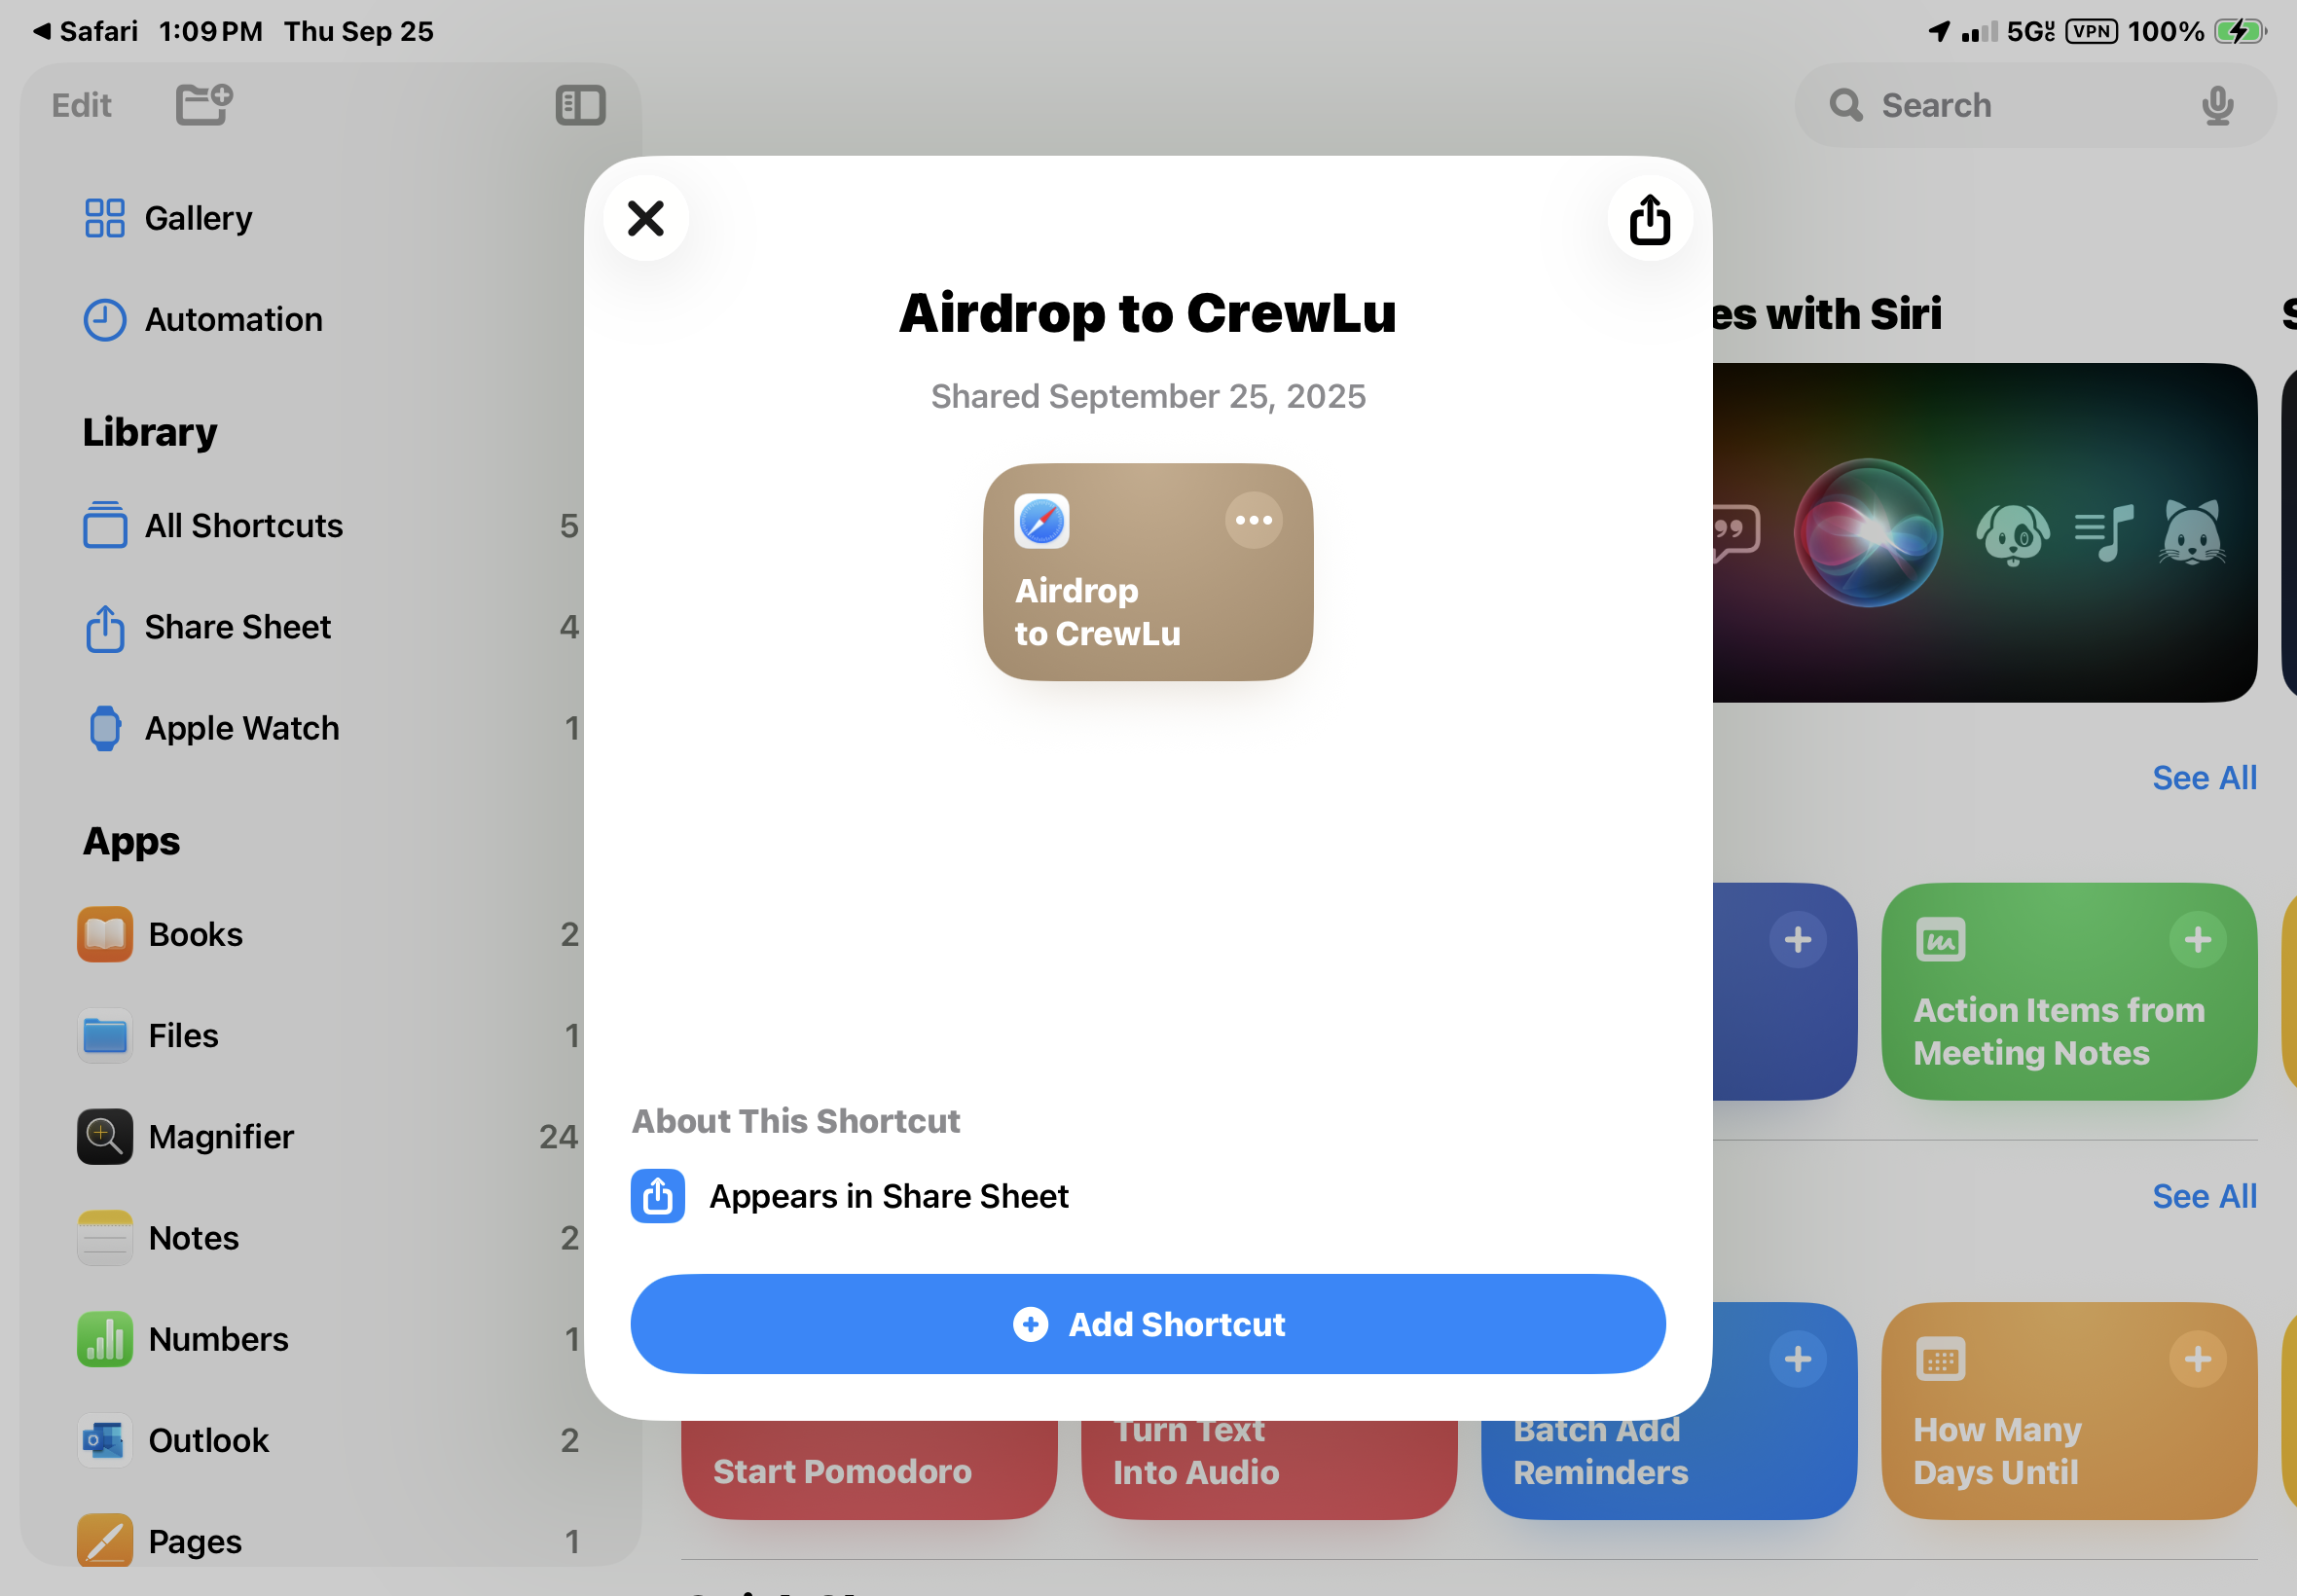 Safari 1:09 PM Thu Sep 25
5G VPN 100%
Edit
Search
Gallery
Automation
Library
All Shortcuts 5
Share Sheet 4
Apple Watch 1
Apps
Books 2
Files 1
Magnifier 24
Notes 2
Numbers 1
Outlook 2
Pages 1
Airdrop to CrewLu
Shared September 25, 2025
Airdrop
to CrewLu
About This Shortcut
Appears in Share Sheet
Add Shortcut
es with Siri
S
See All
Action Items from
Meeting Notes
See All
Start Pomodoro
Turn Text
Into Audio
Batch Add
Reminders
How Many
Days Until